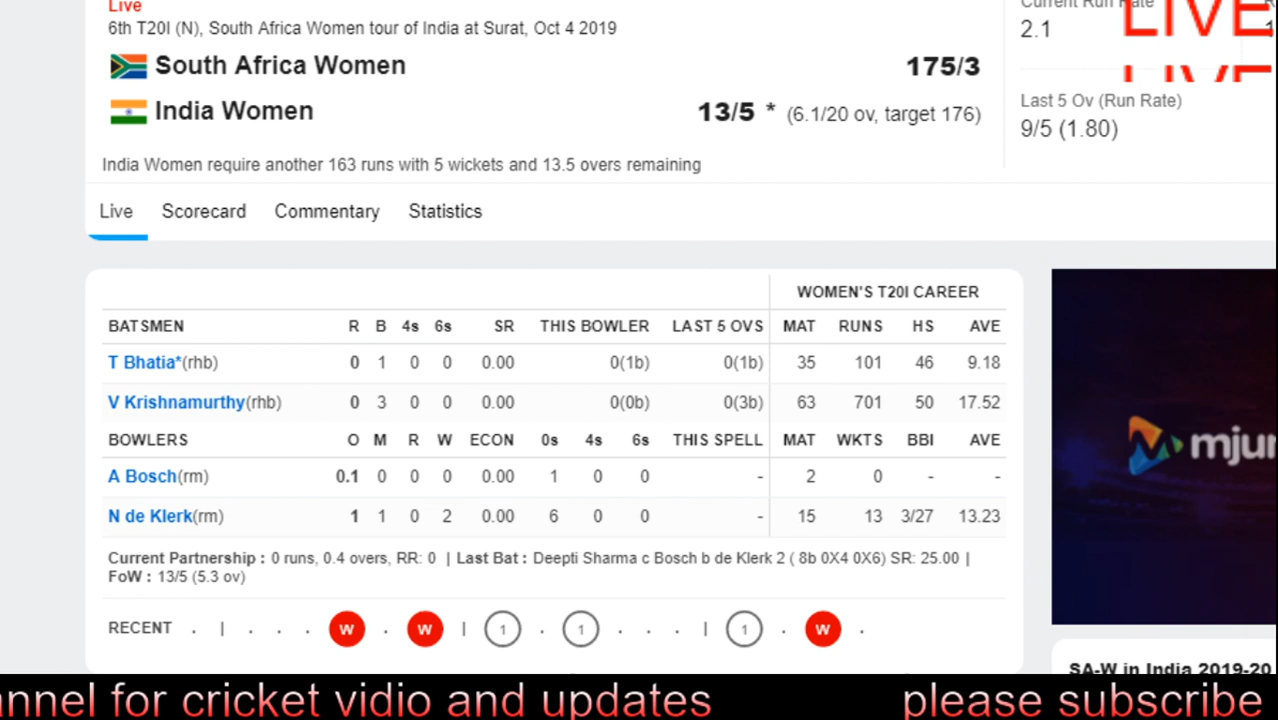 Live
6th T20I (N), South Africa Women tour of India at Surat, Oct 4 2019
South Africa Women 175/3
India Women 13/5 * (6.1/20 ov, target 176)
India Women require another 163 runs with 5 wickets and 13.5 overs remaining
Current Run Rate
2.1
LIVE
LIVE
Last 5 Ov (Run Rate)
9/5 (1.80)
Live Scorecard Commentary Statistics
WOMEN'S T20I CAREER
BATSMEN R B 4s 6s SR THIS BOWLER LAST 5 OVS MAT RUNS HS AVE
T Bhatia*(rhb) 0 1 0 0 0.00 0(1b) 0(1b) 35 101 46 9.18
V Krishnamurthy(rhb) 0 3 0 0 0.00 0(0b) 0(3b) 63 701 50 17.52
BOWLERS O M R W ECON 0s 4s 6s THIS SPELL MAT WKTS BBI AVE
A Bosch(rm) 0.1 0 0 0 0.00 1 0 0 - 2 0 - -
N de Klerk(rm) 1 1 0 2 0.00 6 0 0 - 15 13 3/27 13.23
Current Partnership : 0 runs, 0.4 overs, RR: 0 | Last Bat : Deepti Sharma c Bosch b de Klerk 2 ( 8b 0X4 0X6) SR: 25.00 |
FoW : 13/5 (5.3 ov)
RECENT . | . . . W . W | 1 . 1 . . . | 1 . W .
mjun
SA-W in India 2019-20
annel for cricket vidio and updates please subscribe